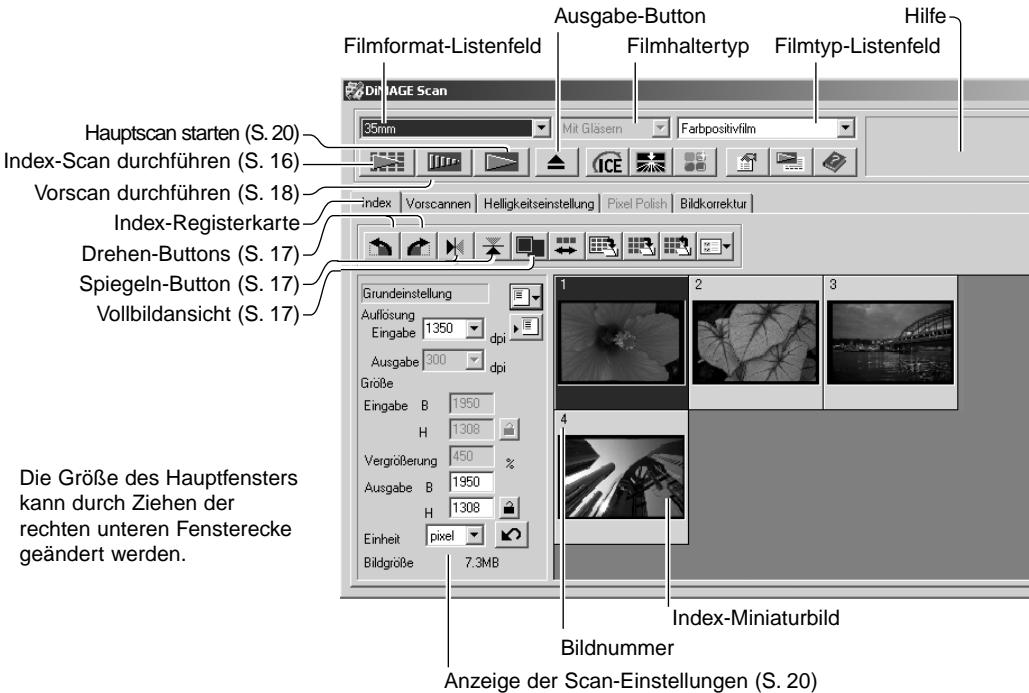 Ausgabe-Button
Hilfe
Filmformat-Listenfeld
Filmhaltertyp
Filmtyp-Listenfeld
DiMAGE Scan
35mm
Mit Gläsern
Farbpositivfilm
ICE
Hauptscan starten (S. 20)
Index-Scan durchführen (S. 16)
Vorscan durchführen (S. 18)
Index-Registerkarte
Drehen-Buttons (S. 17)
Spiegeln-Button (S. 17)
Vollbildansicht (S. 17)
Index Vorscannen Helligkeitseinstellung Pixel Polish Bildkorrektur
Grundeinstellung
Auflösung
Eingabe 1350 dpi
Ausgabe 300 dpi
Größe
Eingabe B 1950
H 1308
Vergrößerung 450 %
Ausgabe B 1950
H 1308
Einheit pixel
Bildgröße 7.3MB
1
2
3
4
Die Größe des Hauptfensters
kann durch Ziehen der
rechten unteren Fensterecke
geändert werden.
Index-Miniaturbild
Bildnummer
Anzeige der Scan-Einstellungen (S. 20)